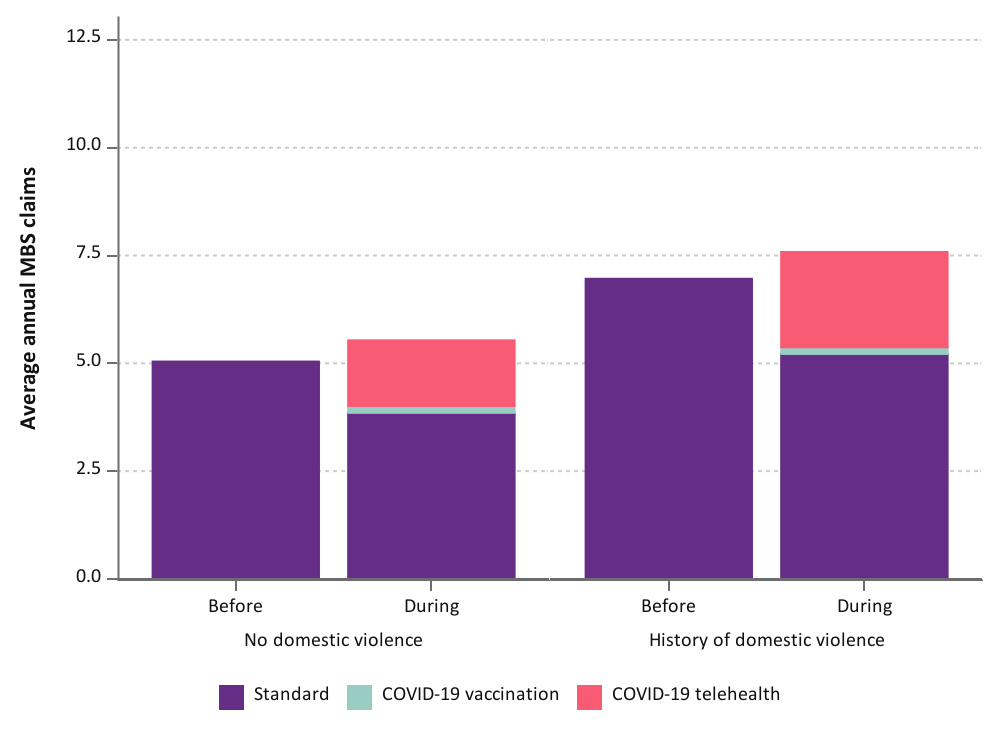 Average annual MBS claims
12.5
10.0
7.5
5.0
2.5
0.0
Before During Before During
No domestic violence History of domestic violence
Standard COVID-19 vaccination COVID-19 telehealth